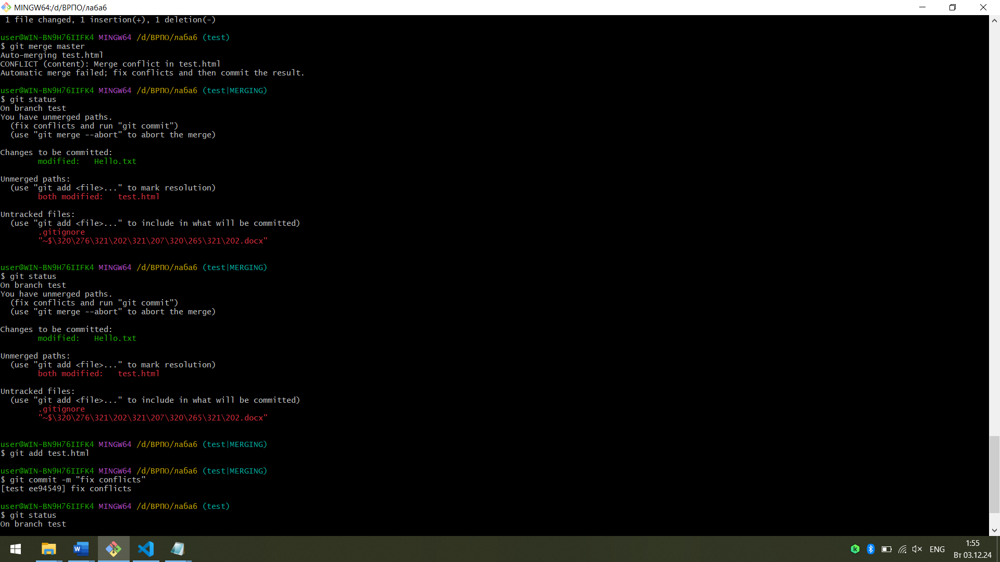 MINGW64:/d/ВРПО/лаба6
1 file changed, 1 insertion(+), 1 deletion(-)
user@WIN-BN9H76IIFK4 MINGW64 /d/ВРПО/лаба6 (test)
$ git merge master
Auto-merging test.html
CONFLICT (content): Merge conflict in test.html
Automatic merge failed; fix conflicts and then commit the result.
user@WIN-BN9H76IIFK4 MINGW64 /d/ВРПО/лаба6 (test|MERGING)
$ git status
On branch test
You have unmerged paths.
(fix conflicts and run "git commit")
(use "git merge --abort" to abort the merge)
Changes to be committed:
modified:   Hello.txt
Unmerged paths:
(use "git add <file>..." to mark resolution)
both modified:   test.html
Untracked files:
(use "git add <file>..." to include in what will be committed)
.gitignore
"~$\320\276\321\202\321\207\320\265\321\202.docx"
user@WIN-BN9H76IIFK4 MINGW64 /d/ВРПО/лаба6 (test|MERGING)
$ git status
On branch test
You have unmerged paths.
(fix conflicts and run "git commit")
(use "git merge --abort" to abort the merge)
Changes to be committed:
modified:   Hello.txt
Unmerged paths:
(use "git add <file>..." to mark resolution)
both modified:   test.html
Untracked files:
(use "git add <file>..." to include in what will be committed)
.gitignore
"~$\320\276\321\202\321\207\320\265\321\202.docx"
user@WIN-BN9H76IIFK4 MINGW64 /d/ВРПО/лаба6 (test|MERGING)
$ git add test.html
user@WIN-BN9H76IIFK4 MINGW64 /d/ВРПО/лаба6 (test|MERGING)
$ git commit -m "fix conflicts"
[test ee94549] fix conflicts
user@WIN-BN9H76IIFK4 MINGW64 /d/ВРПО/лаба6 (test)
$ git status
On branch test
ENG
1:55
Вт 03.12.24